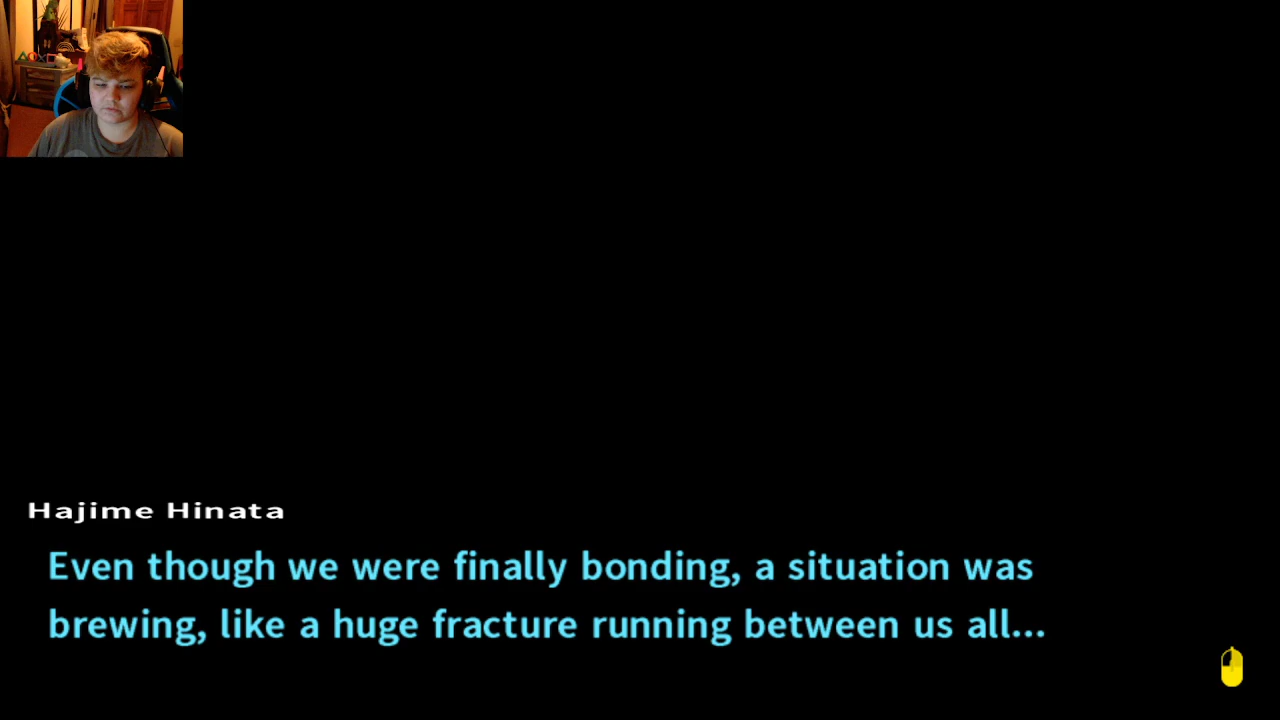 Hajime Hinata
Even though we were finally bonding, a situation was
brewing, like a huge fracture running between us all...